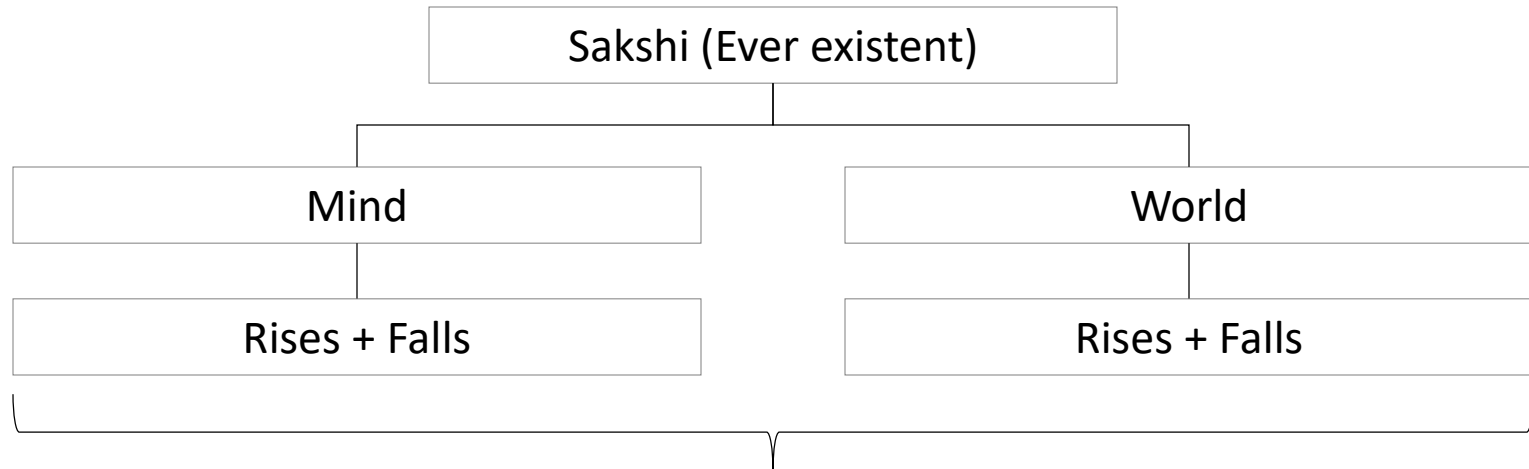 Sakshi (Ever existent)
Mind
World
Rises + Falls
Rises + Falls